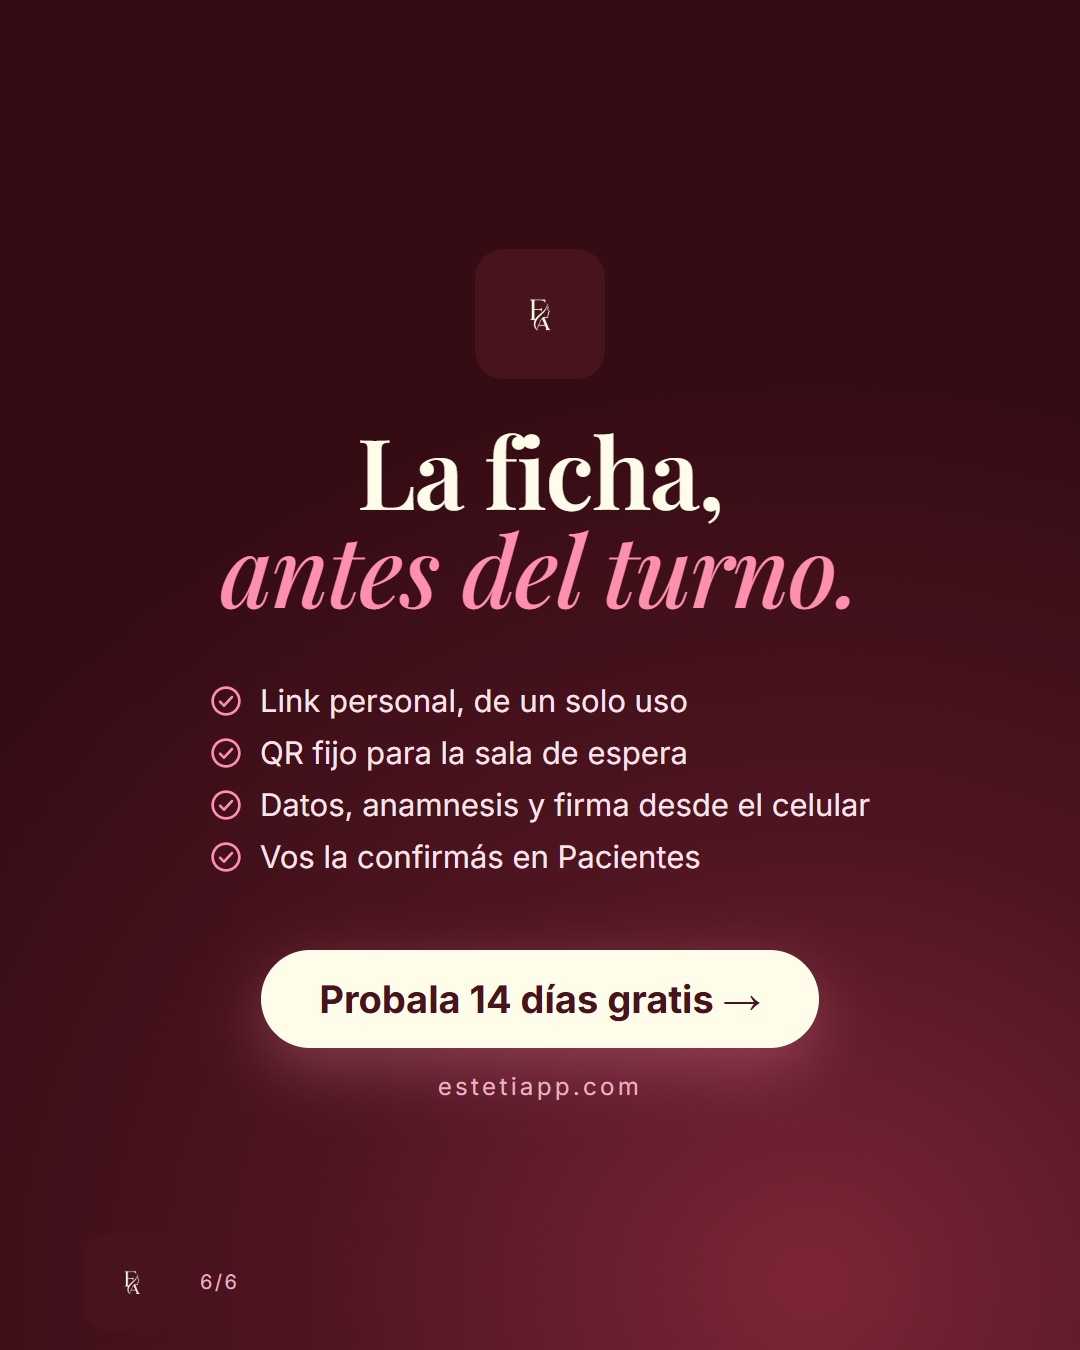 La ficha,
antes del turno.
Link personal, de un solo uso
QR fijo para la sala de espera
Datos, anamnesis y firma desde el celular
Vos la confirmás en Pacientes
Probala 14 días gratis →
estetiapp.com
6/6